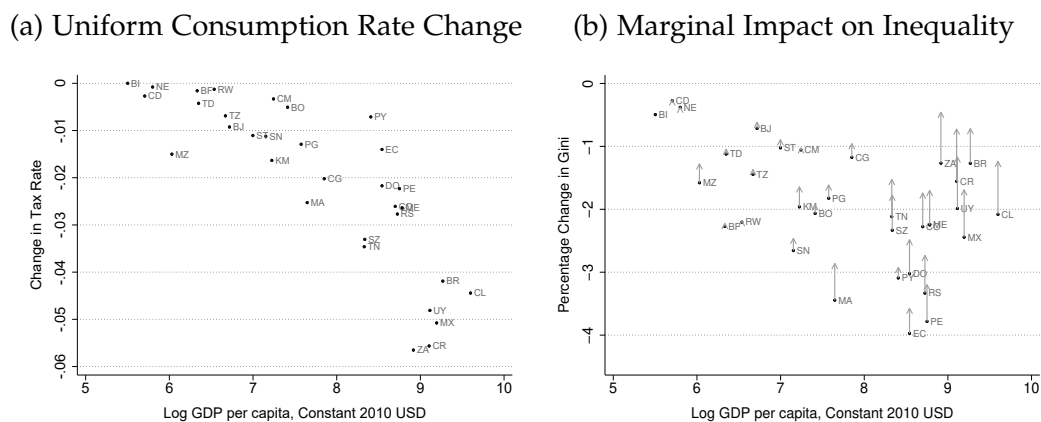 (a) Uniform Consumption Rate Change
(b) Marginal Impact on Inequality
Change in Tax Rate
0
-.01
-.02
-.03
-.04
-.05
-.06
BI
NE
CD
BF
RW
TD
CM
BO
TZ
PY
BJ
ST
SN
MZ
PG
EC
KM
CG
DO
PE
MA
CO
ME
RS
SZ
TN
BR
CL
UY
MX
CR
ZA
5
6
7
8
9
10
Log GDP per capita, Constant 2010 USD
Percentage Change in Gini
0
-1
-2
-3
-4
CD
NE
BI
BJ
ST
CM
TD
CG
ZA
BR
TZ
MZ
CR
PG
KM
UY
BO
CL
TN
RW
BF
SZ
CO
ME
MX
SN
DO
PY
RS
MA
PE
EC
5
6
7
8
9
10
Log GDP per capita, Constant 2010 USD